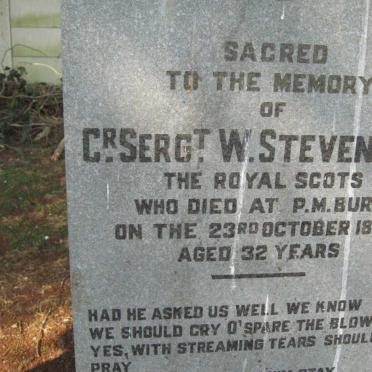 SACRED
TO THE MEMORY
OF
CR SERGT W. STEVEN
THE ROYAL SCOTS
WHO DIED AT P.M.BUR
ON THE 23RD OCTOBER 18
AGED 32 YEARS
HAD HE ASKED US WELL WE KNOW
WE SHOULD CRY O'SPARE THE BLOW
YES, WITH STREAMING TEARS SHOUL
PRAY
STAY